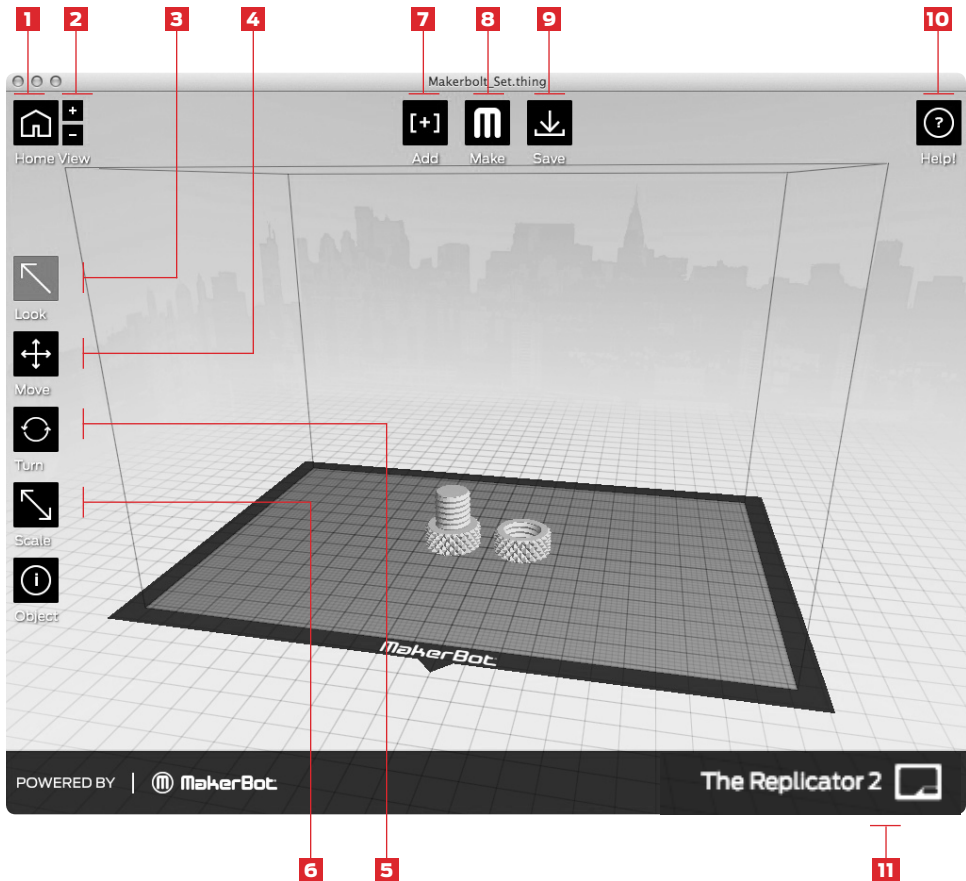 1 2 3 4 7 8 9 10
Makerbolt_Set.thing
+
-
[+]
?
Home View Add Make Save Help!
Look
Move
Turn
Scale
i
Object
MakerBot
POWERED BY | MakerBot The Replicator 2
6 5 11